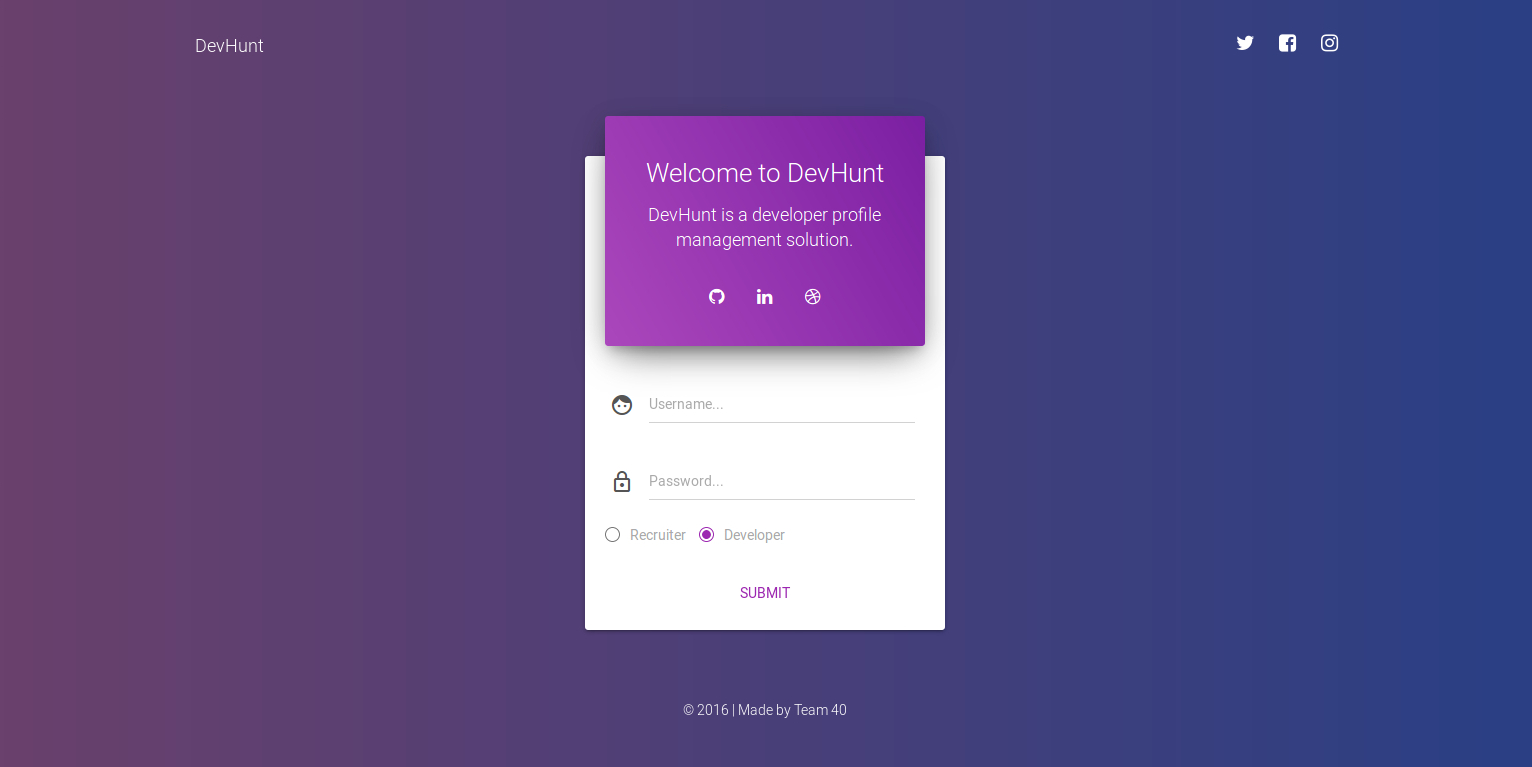 DevHunt
Welcome to DevHunt
DevHunt is a developer profile
management solution.
Username...
Password...
Recruiter Developer
SUBMIT
© 2016 | Made by Team 40